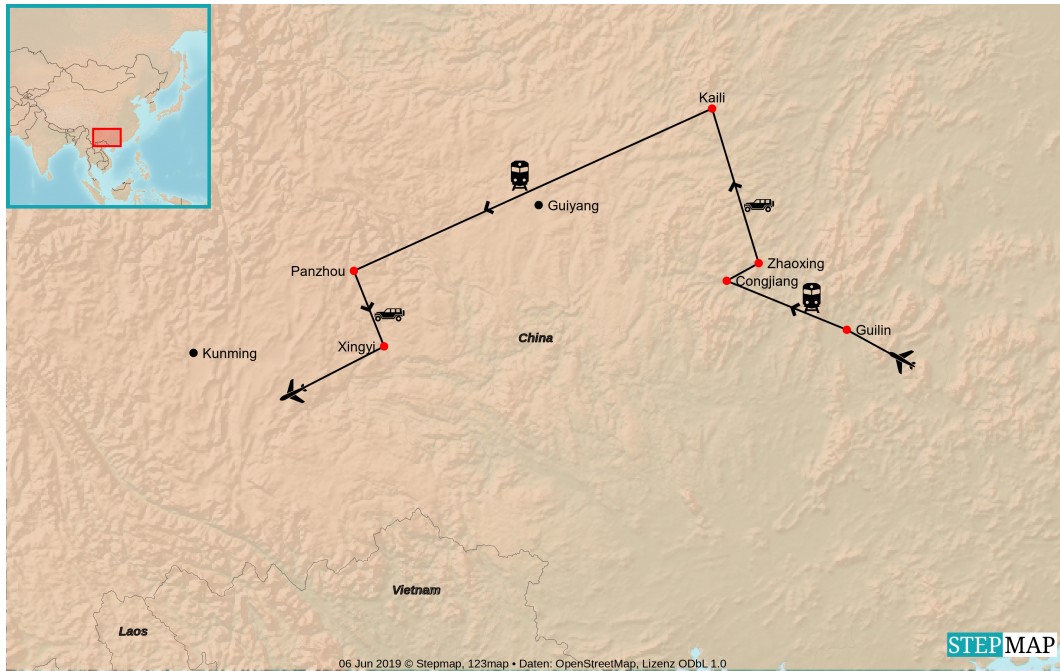 Kaili
Guiyang
Zhaoxing
Panzhou
Congjiang
Guilin
China
Xingyi
Kunming
Vietnam
Laos
STEPMAP
06 Jun 2019 © Stepmap, 123map • Daten: OpenStreetMap, Lizenz ODbL 1.0